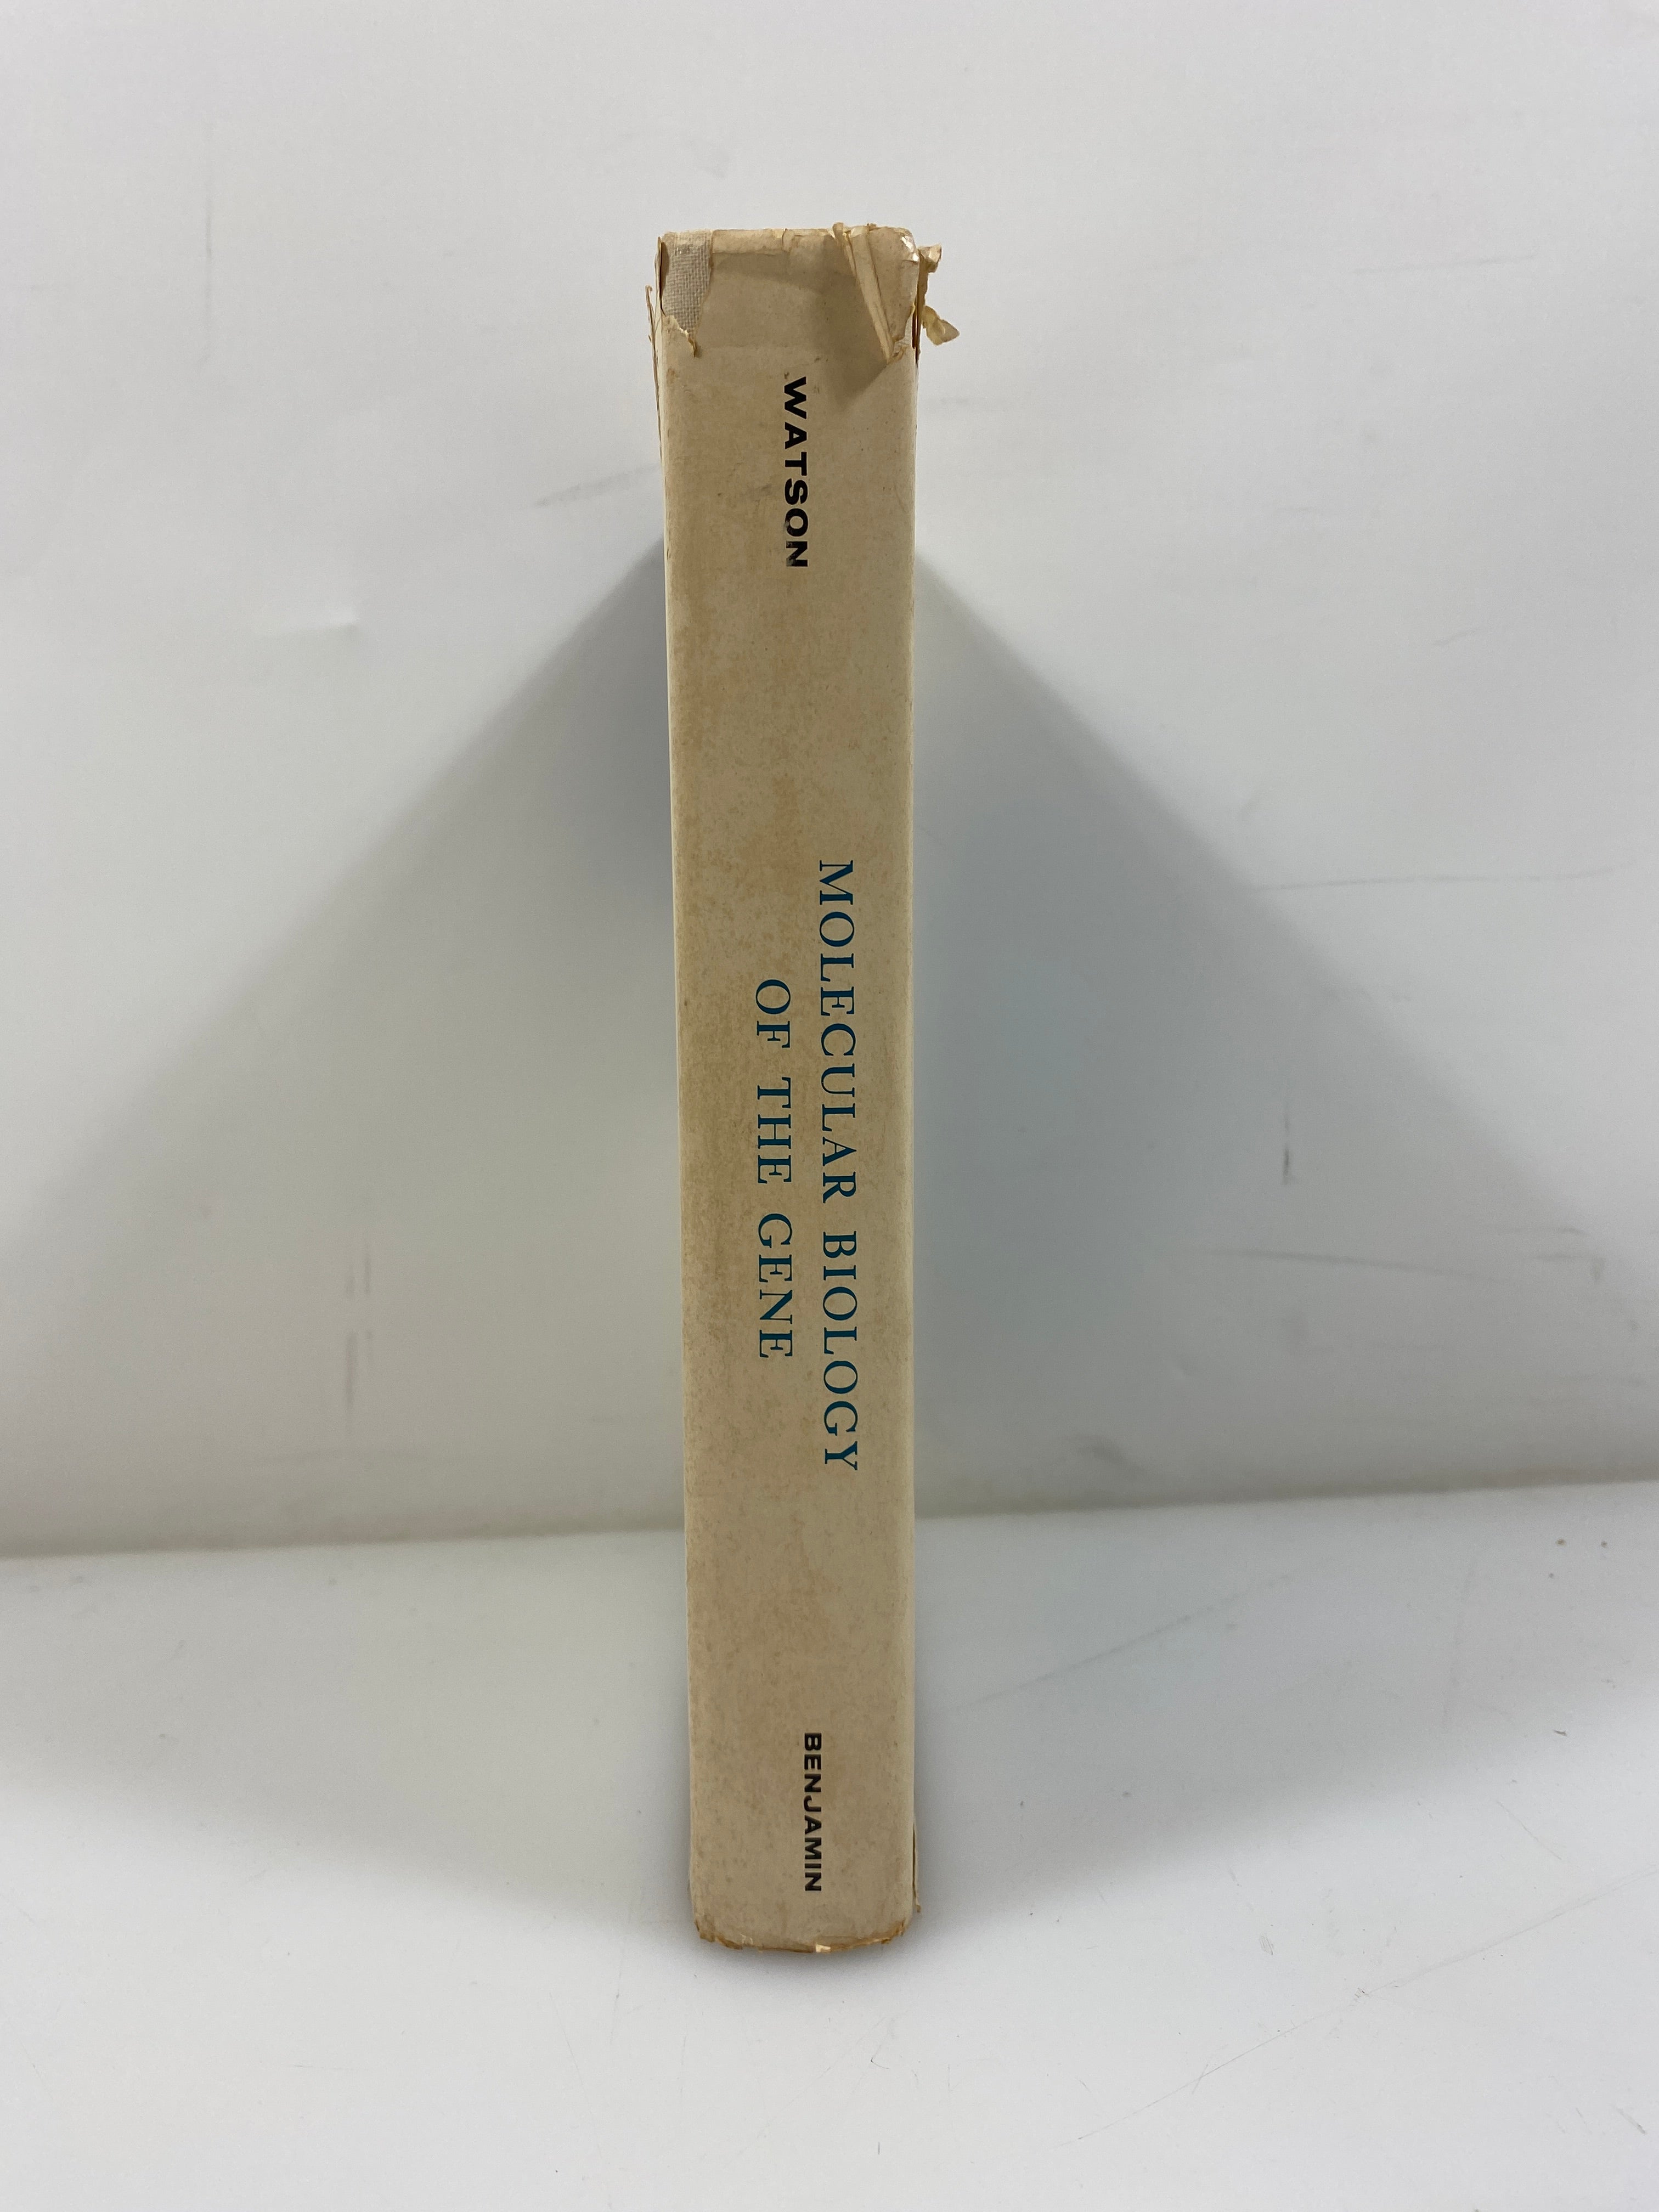 WATSON
MOLECULAR BIOLOGY
OF THE GENE
BENJAMIN